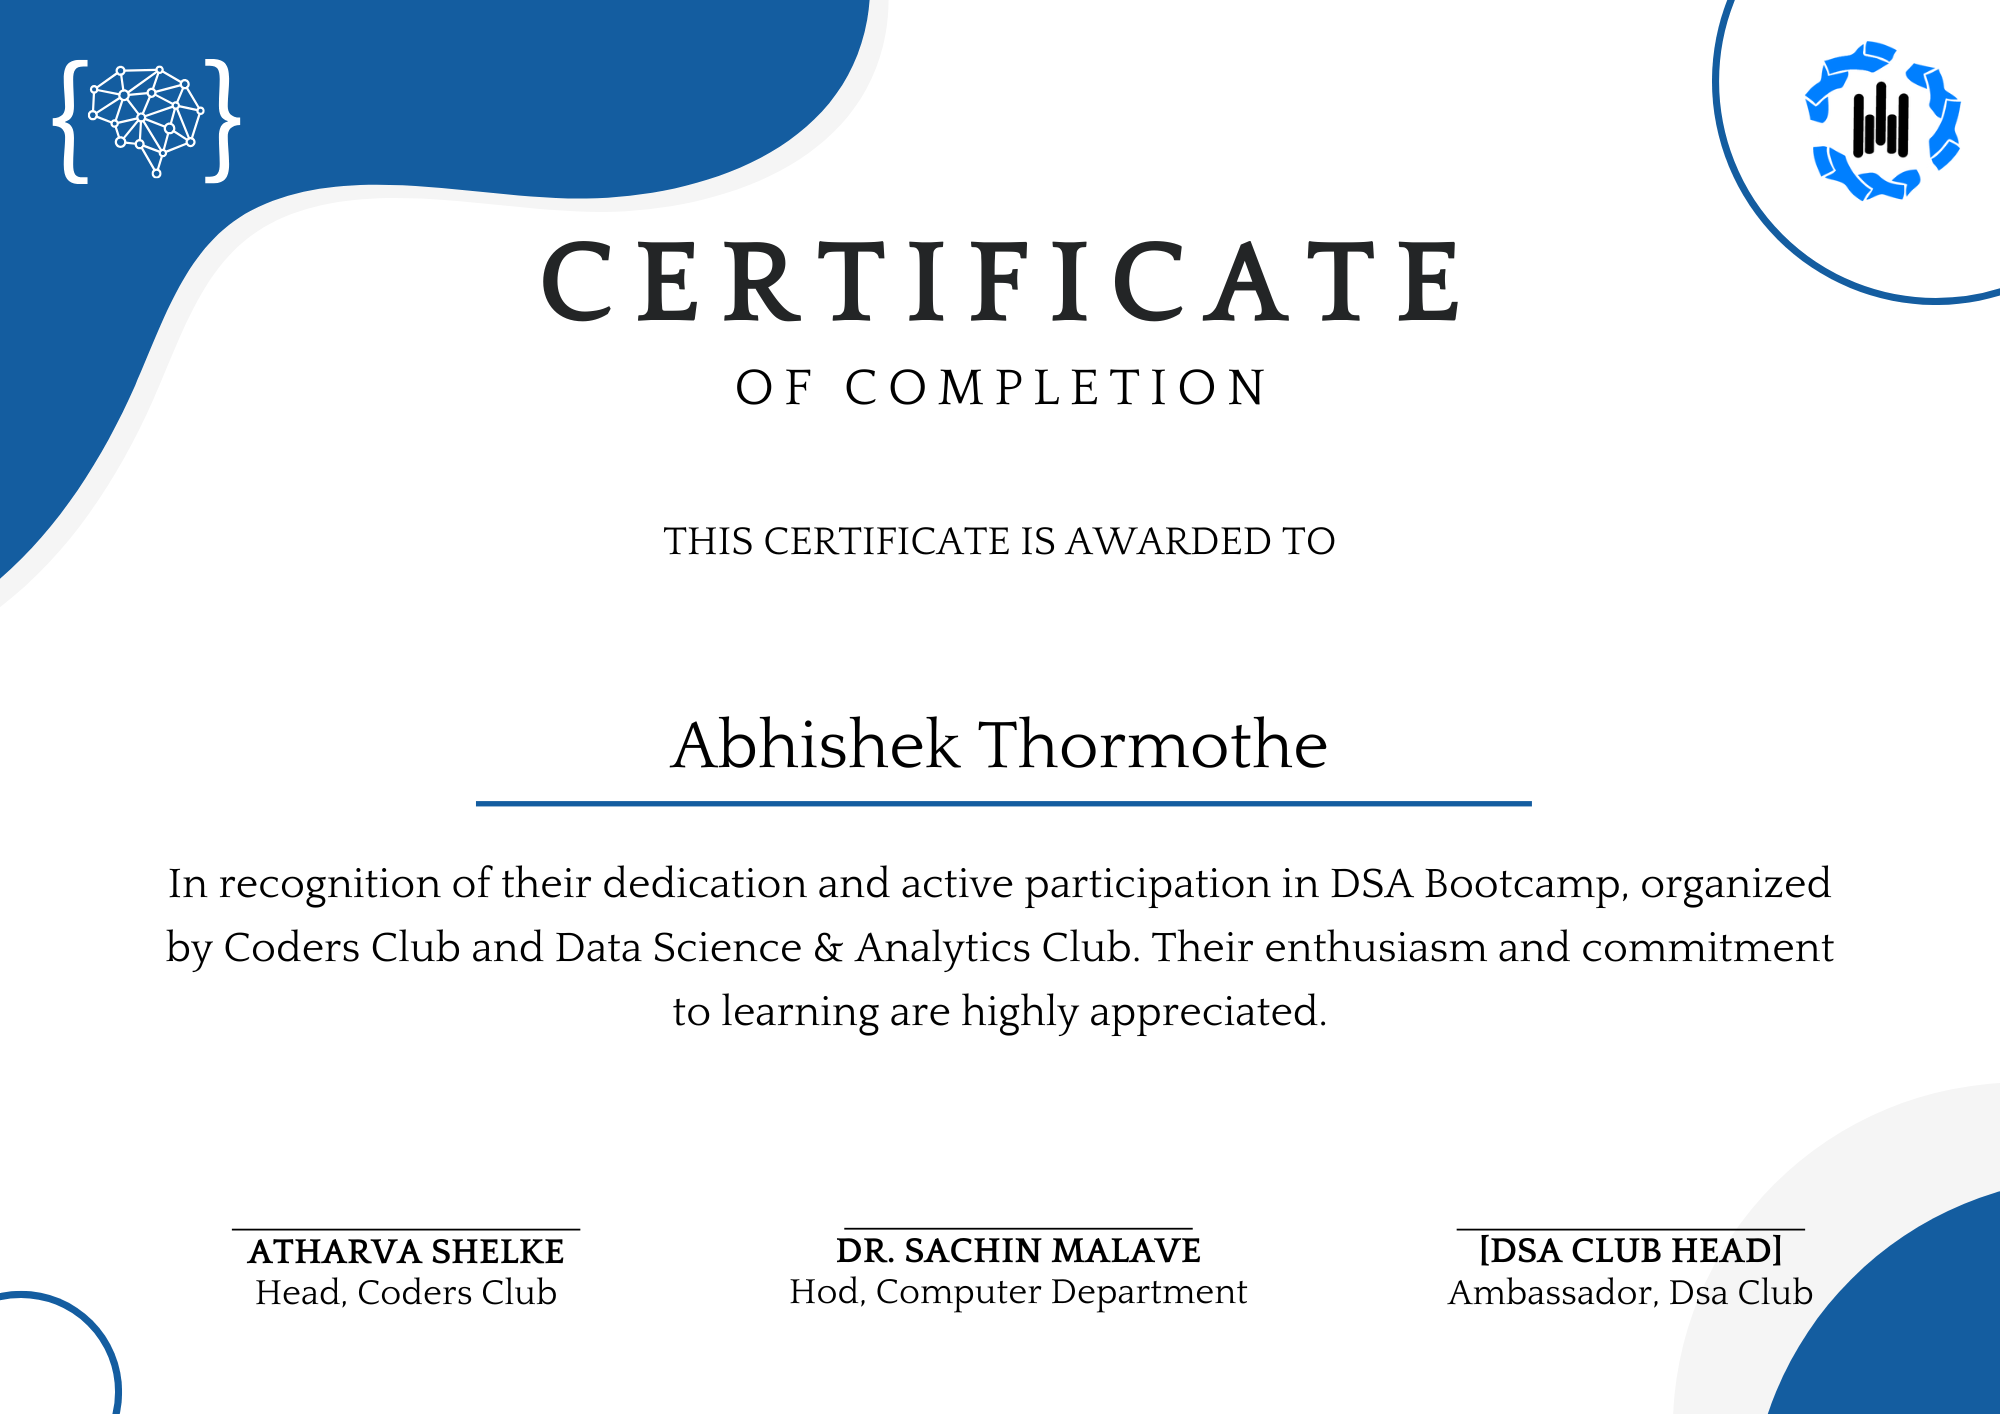 CERTIFICATE
OF COMPLETION
THIS CERTIFICATE IS AWARDED TO
Abhishek Thormothe
In recognition of their dedication and active participation in DSA Bootcamp, organized
by Coders Club and Data Science & Analytics Club. Their enthusiasm and commitment
to learning are highly appreciated.
ATHARVA SHELKE
Head, Coders Club
DR. SACHIN MALAVE
Hod, Computer Department
[DSA CLUB HEAD]
Ambassador, Dsa Club